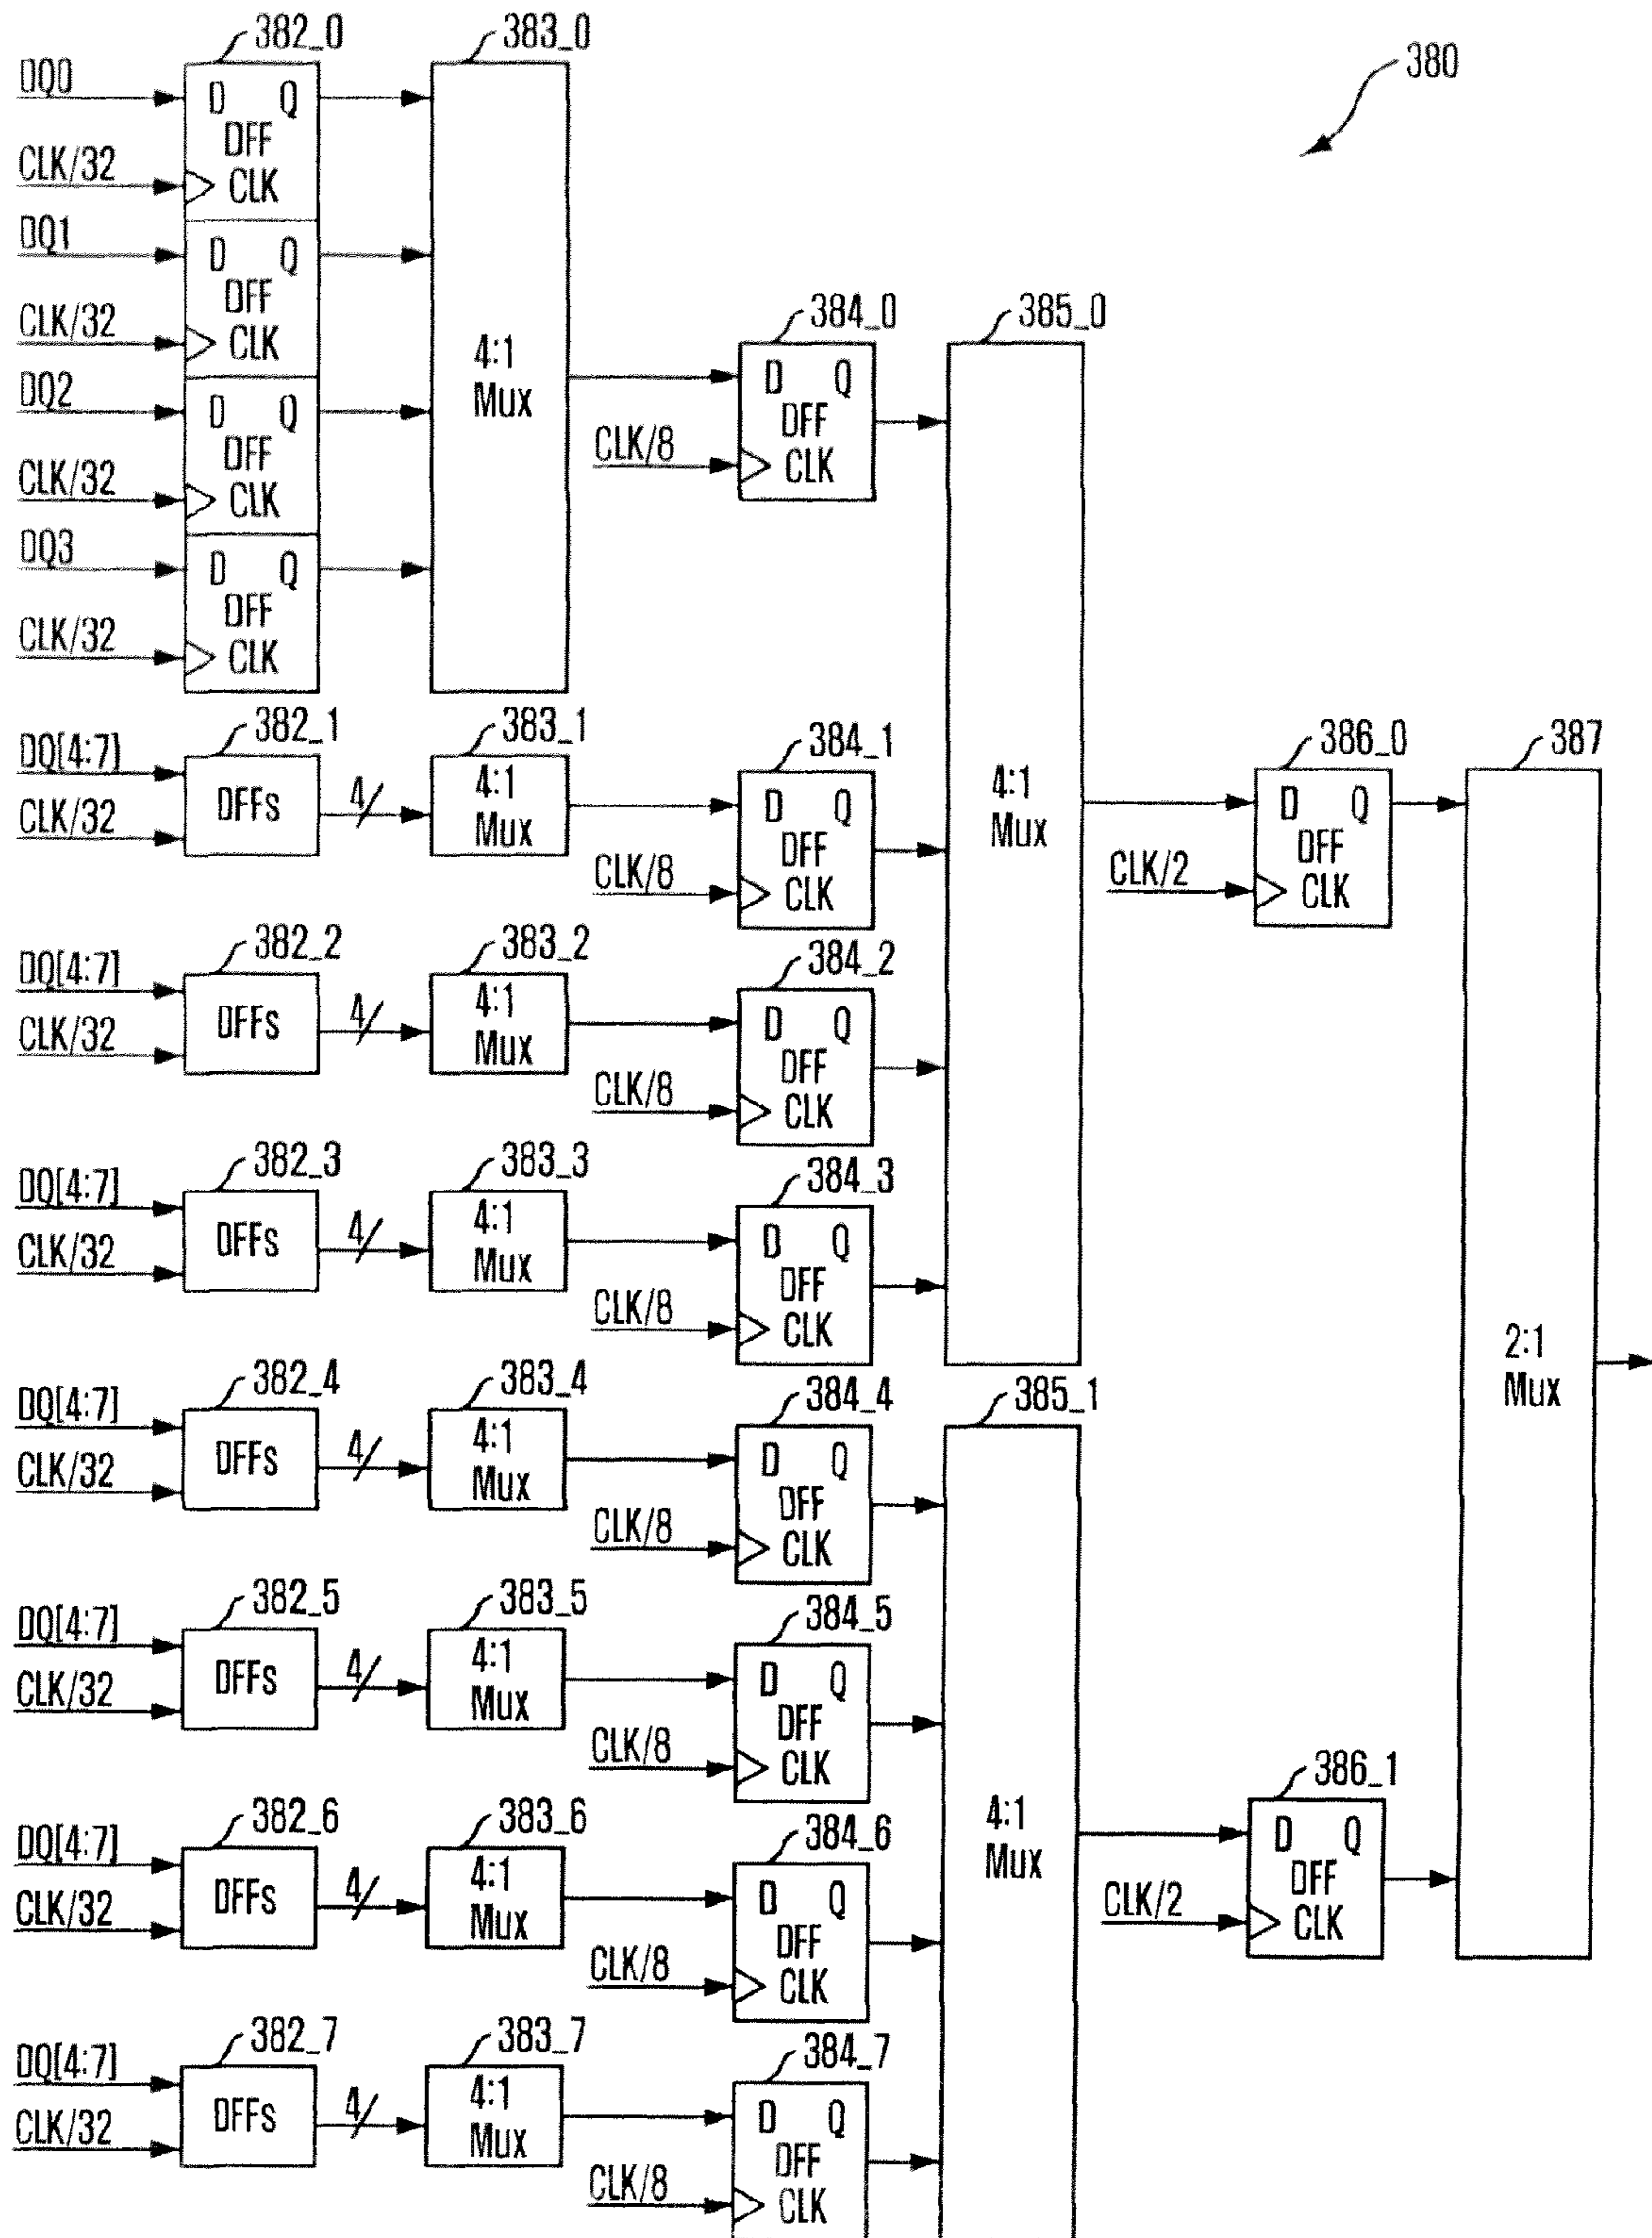 382_0
383_0
380
DQ0
D Q
DFF
CLK
CLK/32
DQ1
D Q
DFF
CLK
CLK/32
DQ2
D Q
DFF
CLK
CLK/32
DQ3
D Q
DFF
CLK
CLK/32
4:1
Mux
384_0
D Q
DFF
CLK
CLK/8
385_0
4:1
Mux
382_1
DQ[4:7]
CLK/32
DFFs
4
383_1
4:1
Mux
384_1
D Q
DFF
CLK
CLK/8
386_0
D Q
DFF
CLK
CLK/2
387
2:1
Mux
382_2
DQ[4:7]
CLK/32
DFFs
4
383_2
4:1
Mux
384_2
D Q
DFF
CLK
CLK/8
382_3
DQ[4:7]
CLK/32
DFFs
4
383_3
4:1
Mux
384_3
D Q
DFF
CLK
CLK/8
382_4
DQ[4:7]
CLK/32
DFFs
4
383_4
4:1
Mux
384_4
D Q
DFF
CLK
CLK/8
385_1
4:1
Mux
382_5
DQ[4:7]
CLK/32
DFFs
4
383_5
4:1
Mux
384_5
D Q
DFF
CLK
CLK/8
386_1
D Q
DFF
CLK
CLK/2
382_6
DQ[4:7]
CLK/32
DFFs
4
383_6
4:1
Mux
384_6
D Q
DFF
CLK
CLK/8
382_7
DQ[4:7]
CLK/32
DFFs
4
383_7
4:1
Mux
384_7
D Q
DFF
CLK
CLK/8